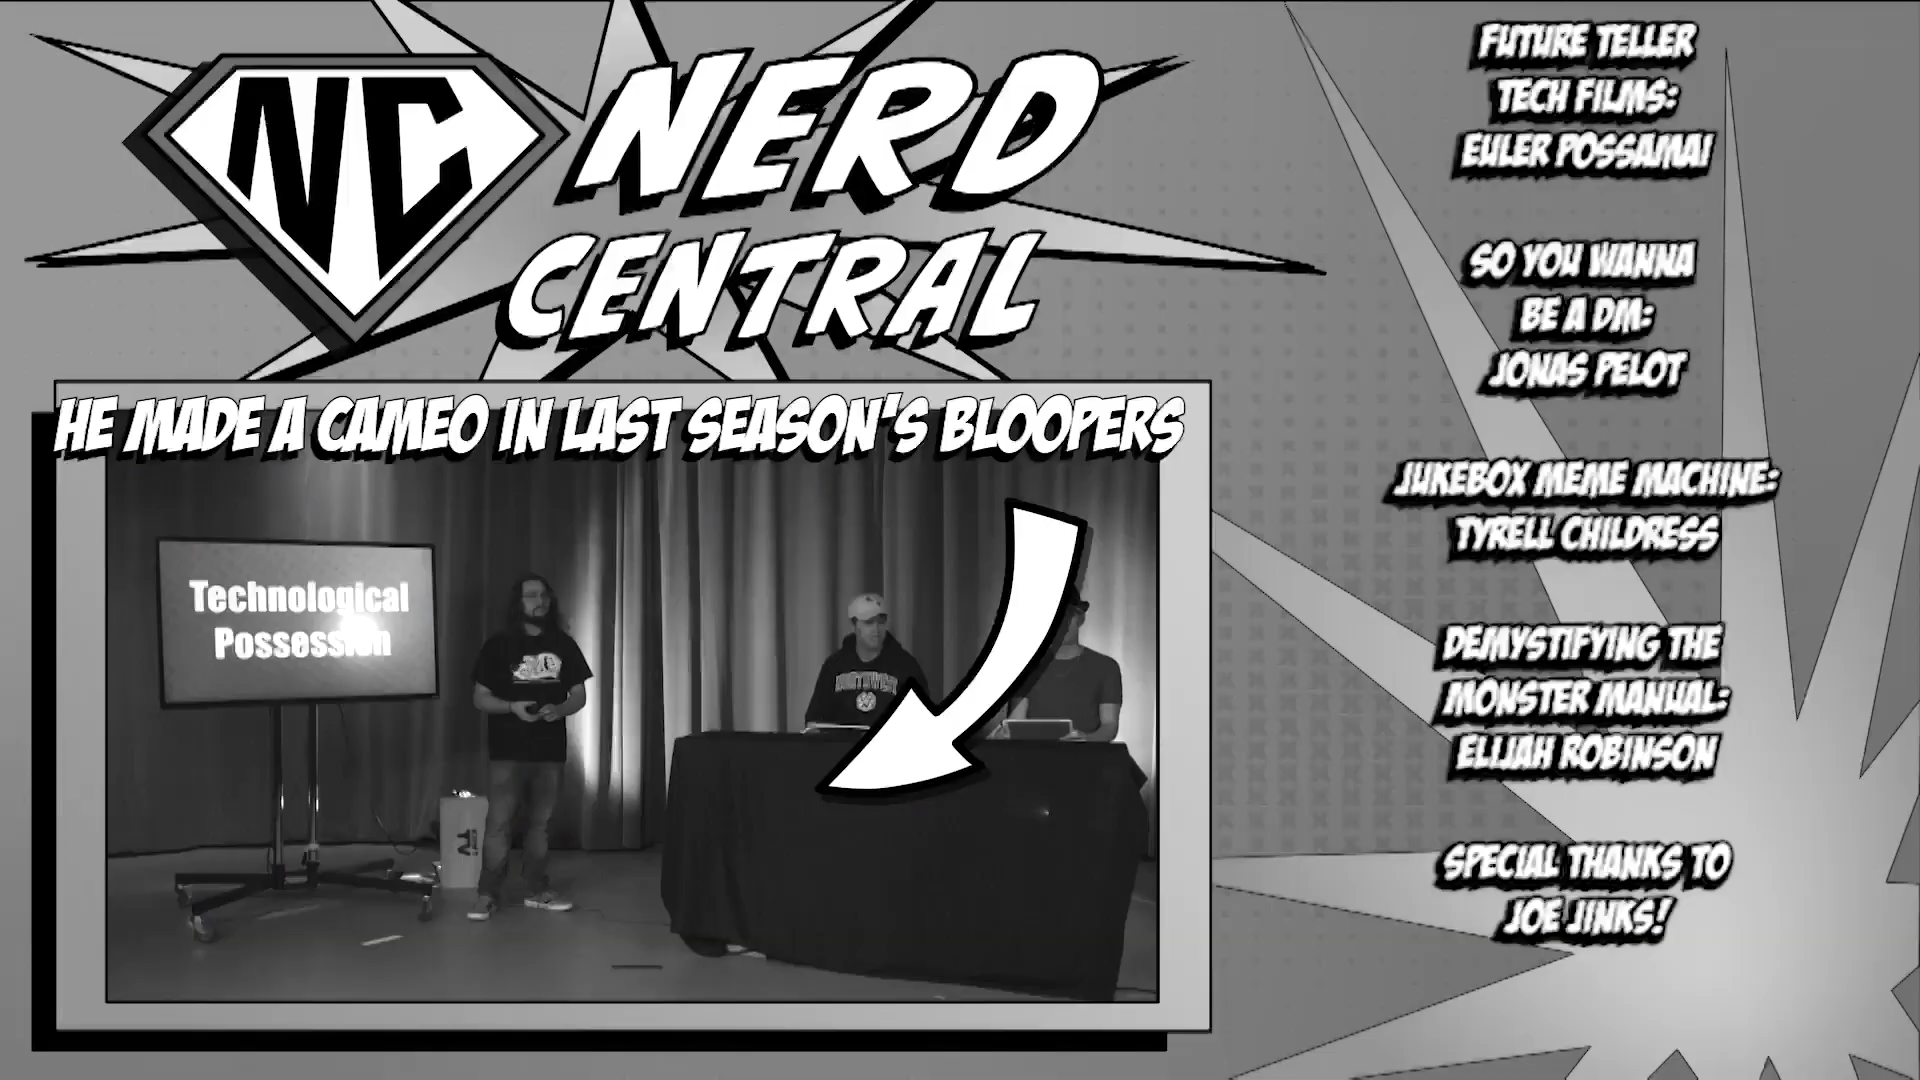 NC
NERD
CENTRAL
HE MADE A CAMEO IN LAST SEASON'S BLOOPERS
Technological
Possession
NORTHWEST
FUTURE TELLER
TECH FILMS:
EULER POSSAMAI
SO YOU WANNA
BE A DM:
JONAS PELOT
JUKEBOX MEME MACHINE:
TYRELL CHILDRESS
DEMYSTIFYING THE
MONSTER MANUAL:
ELIJAH ROBINSON
SPECIAL THANKS TO
JOE JINKS!